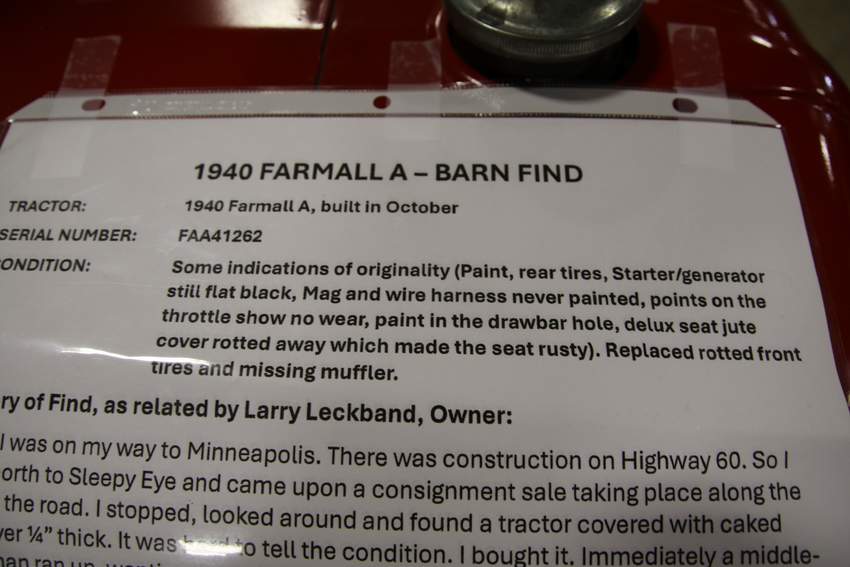 1940 FARMALL A – BARN FIND
TRACTOR: 1940 Farmall A, built in October
SERIAL NUMBER: FAA41262
ONDITION: Some indications of originality (Paint, rear tires, Starter/generator
still flat black, Mag and wire harness never painted, points on the
throttle show no wear, paint in the drawbar hole, delux seat jute
cover rotted away which made the seat rusty). Replaced rotted front
tires and missing muffler.
ry of Find, as related by Larry Leckband, Owner:
I was on my way to Minneapolis. There was construction on Highway 60. So I
orth to Sleepy Eye and came upon a consignment sale taking place along the
the road. I stopped, looked around and found a tractor covered with caked
ver ¼” thick. It was to tell the condition. I bought it. Immediately a middle-